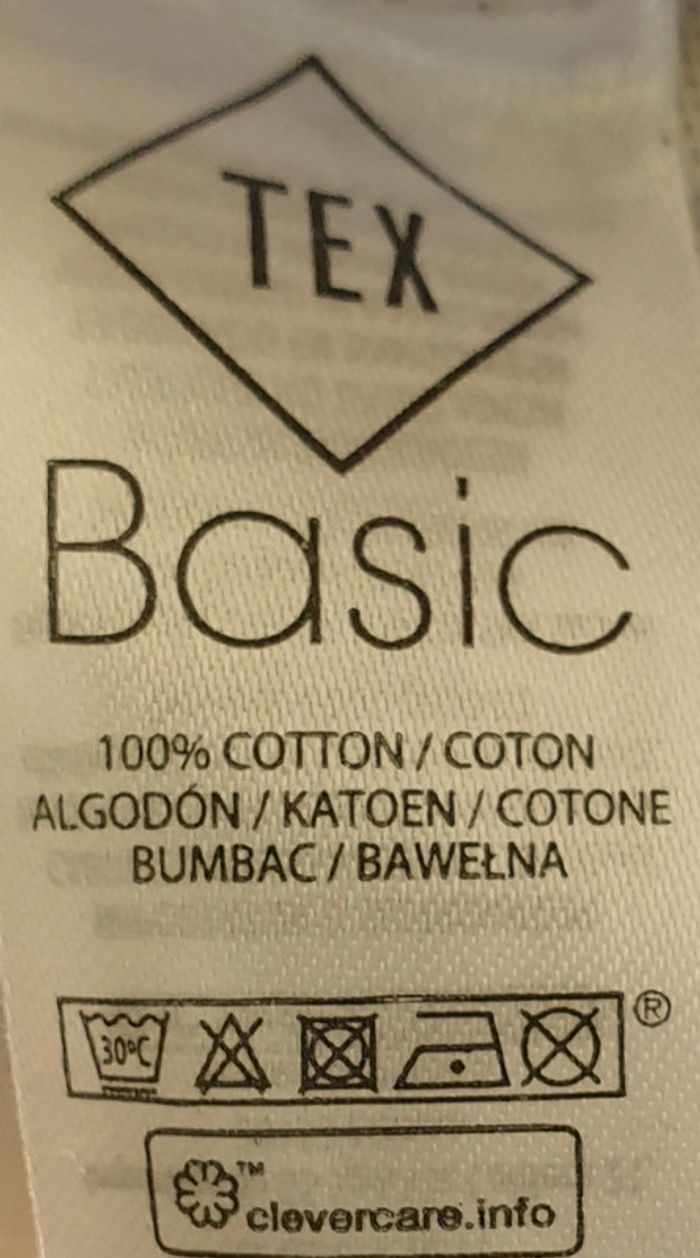 TEX
Basic
100% COTTON / COTON
ALGODÓN / KATOEN / COTONE
BUMBAC / BAWEŁNA
30°C
®
™
clevercare.info